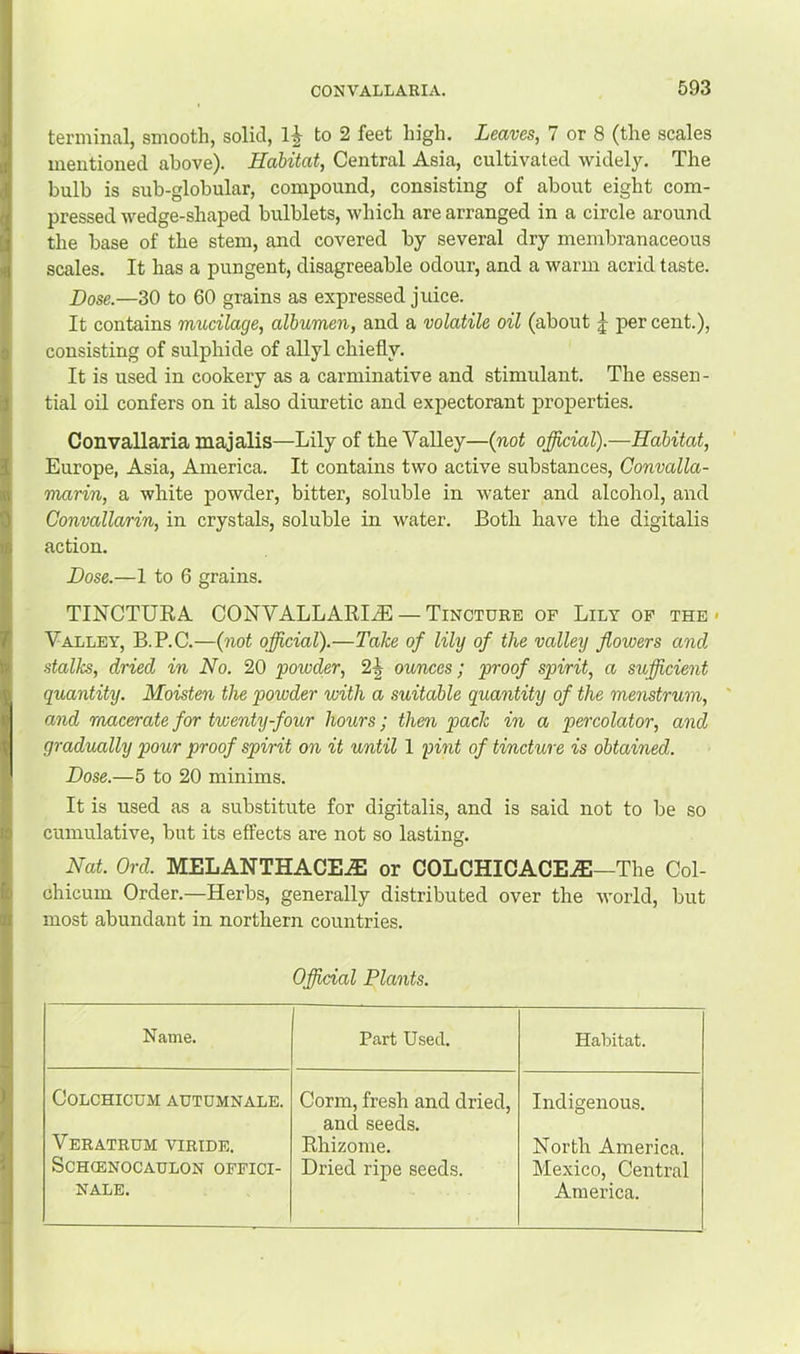 CONVALLARIA. 593
terminal, smooth, solid, 1½ to 2 feet high. Leaves, 7 or 8 (the scales
mentioned above). Habitat, Central Asia, cultivated widely. The
bulb is sub-globular, compound, consisting of about eight com-
pressed wedge-shaped bulblets, which are arranged in a circle around
the base of the stem, and covered by several dry membranaceous
scales. It has a pungent, disagreeable odour, and a warm acrid taste.
Dose.—30 to 60 grains as expressed juice.
It contains mucilage, albumen, and a volatile oil (about ¼ per cent.),
consisting of sulphide of allyl chiefly.
It is used in cookery as a carminative and stimulant. The essen-
tial oil confers on it also diuretic and expectorant properties.
Convallaria majalis—Lily of the Valley—(not official).—Habitat,
Europe, Asia, America. It contains two active substances, Convalla-
marin, a white powder, bitter, soluble in water and alcohol, and
Convallarin, in crystals, soluble in water. Both have the digitalis
action.
Dose.—1 to 6 grains.
TINCTURA CONVALLARIÆ — TINCTURE OF LILY OF THE
VALLEY, B.P.C.—(not official).—Take of lily of the valley flowers and
stalks, dried in No. 20 powder, 2½ ounces; proof spirit, a sufficient
quantity. Moisten the powder with a suitable quantity of the menstrum,
and macerate for twenty-four hours; then pack in a percolator, and
gradually pour proof spirit on it until 1 pint of tincture is obtained.
Dose.—5 to 20 minims.
It is used as a substitute for digitalis, and is said not to be so
cumulative, but its effects are not so lasting.
Nat. Ord. MELANTHACEÆ or COLCHICACEÆ—The Col-
chicum Order.—Herbs, generally distributed over the world, but
most abundant in northern countries.
Official Plants.
Name. Part Used. Habitat.
COLCHICUM AUTUMNALE. Corm, fresh and dried, Indigenous.
and seeds.
VERATRUM VIRIDE. Rhizome. North America.
SCHŒNOCAULON OFFICI- Dried ripe seeds. Mexico, Central
NALE. America.